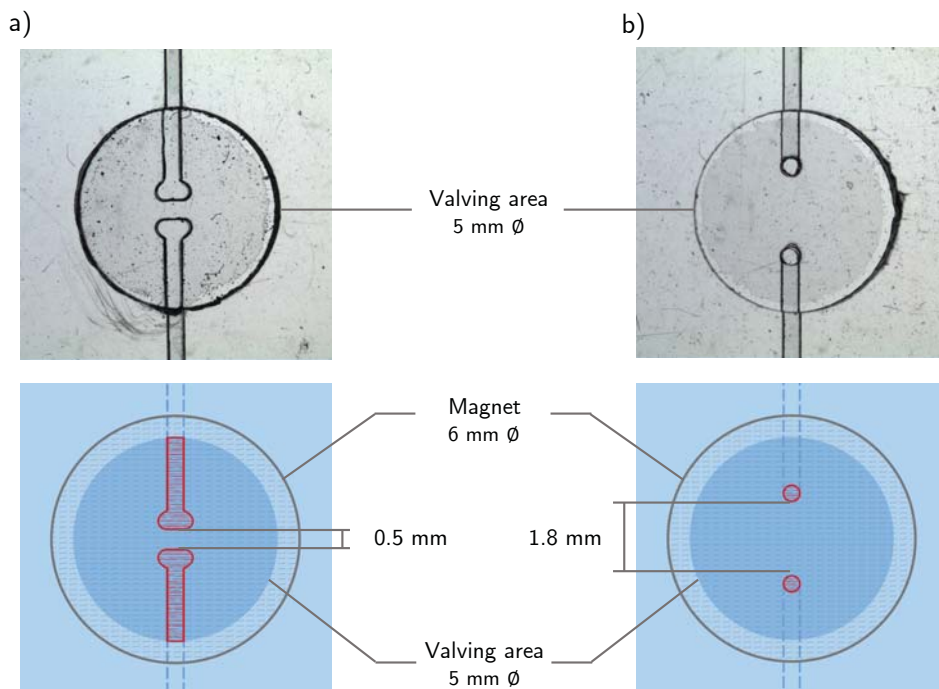 a)
b)
Valving area
5 mm Ø
Magnet
6 mm Ø
0.5 mm
1.8 mm
Valving area
5 mm Ø